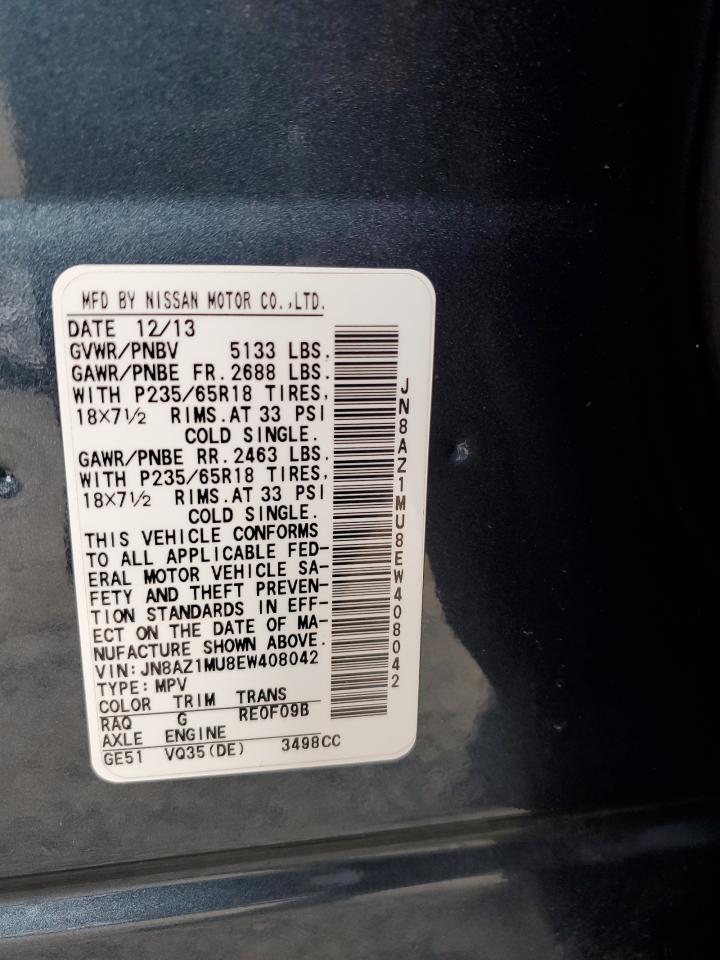 MFD BY NISSAN MOTOR CO.,LTD.
DATE 12/13
GVWR/PNBV 5133 LBS.
GAWR/PNBE FR. 2688 LBS.
WITH P235/65R18 TIRES,
18×7½ RIMS. AT 33 PSI
COLD SINGLE.
GAWR/PNBE RR. 2463 LBS.
WITH P235/65R18 TIRES,
18×7½ RIMS. AT 33 PSI
COLD SINGLE.
THIS VEHICLE CONFORMS
TO ALL APPLICABLE FED-
ERAL MOTOR VEHICLE SA-
FETY AND THEFT PREVEN-
TION STANDARDS IN EFF-
ECT ON THE DATE OF MA-
NUFACTURE SHOWN ABOVE.
VIN: JN8AZ1MU8EW408042
TYPE: MPV
COLOR TRIM TRANS
RAQ G RE0F09B
AXLE ENGINE
GE51 VQ35(DE) 3498CC
JN8AZ1MU8EW408042